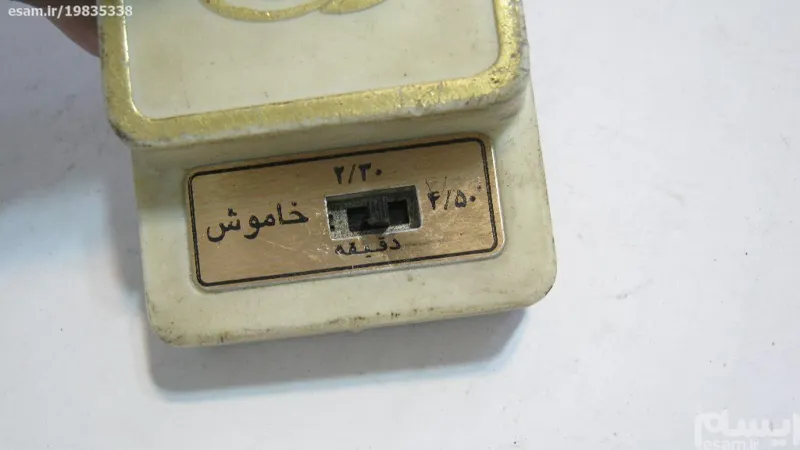 esam.ir/19835338
۲/۳۰
۴/۵۰
خاموش
دقیقه
ایسام
esam.ir